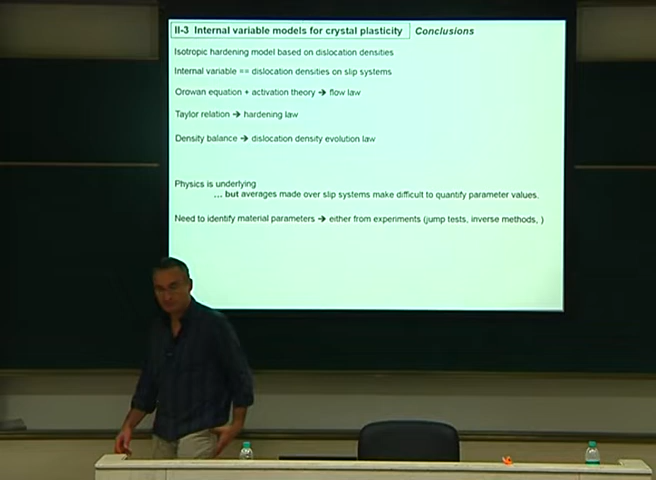 II-3 Internal variable models for crystal plasticity Conclusions
Isotropic hardening model based on dislocation densities
Internal variable == dislocation densities on slip systems
Orowan equation + activation theory → flow law
Taylor relation → hardening law
Density balance → dislocation density evolution law
Physics is underlying
... but averages made over slip systems make difficult to quantify parameter values.
Need to identify material parameters → either from experiments (jump tests, inverse methods, )